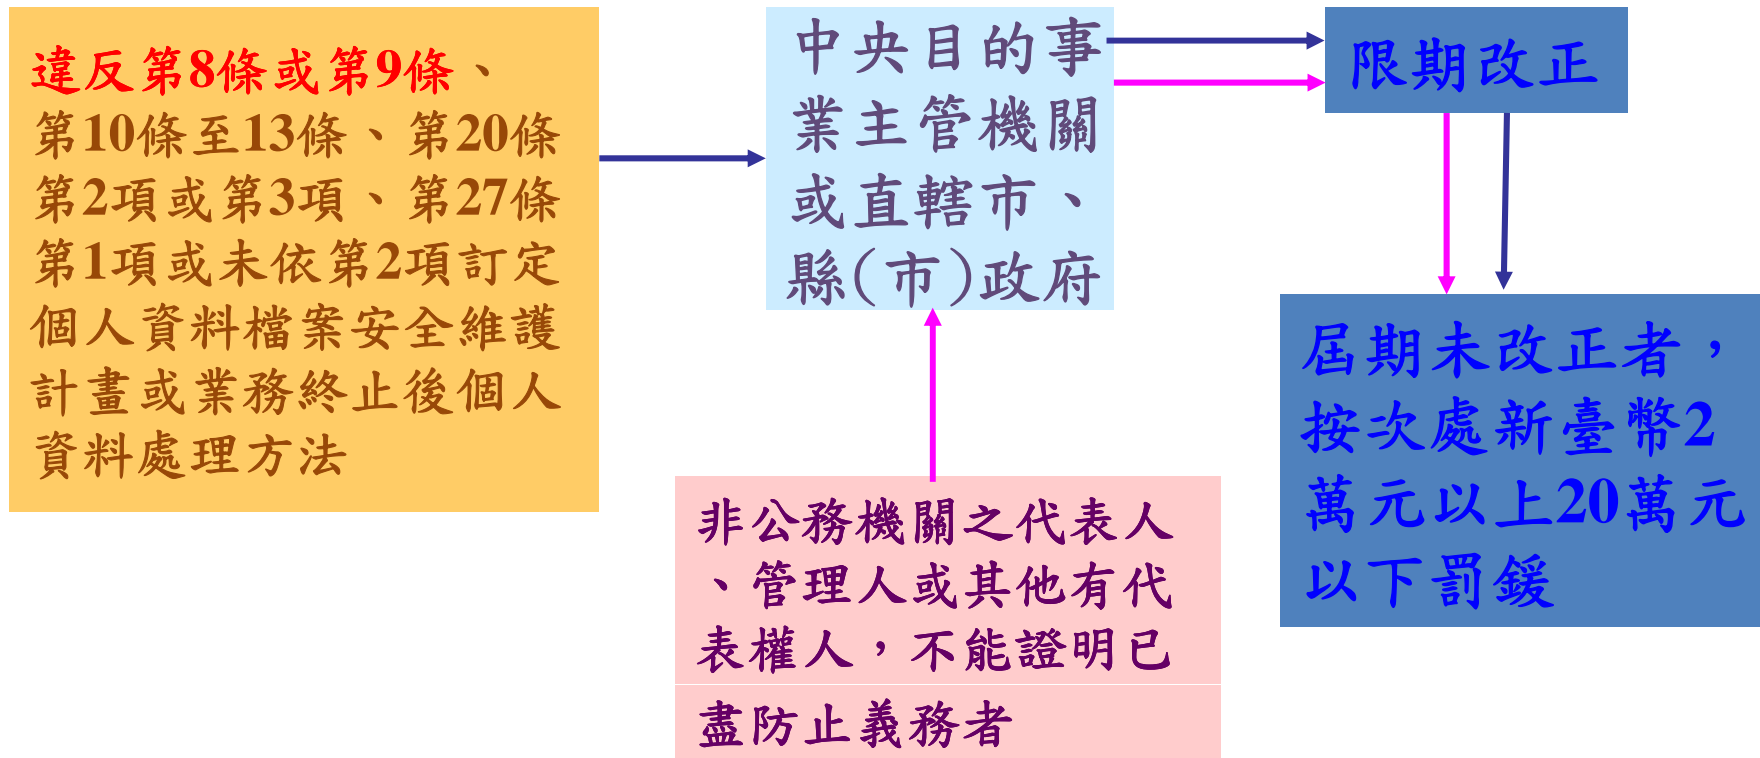 違反第8條或第9條、
第10條至13條、第20條
第2項或第3項、第27條
第1項或未依第2項訂定
個人資料檔案安全維護
計畫或業務終止後個人
資料處理方法
中央目的事
業主管機關
或直轄市、
縣(市)政府
限期改正
屆期未改正者，
按次處新臺幣2
萬元以上20萬元
以下罰鍰
非公務機關之代表人
、管理人或其他有代
表權人，不能證明已
盡防止義務者